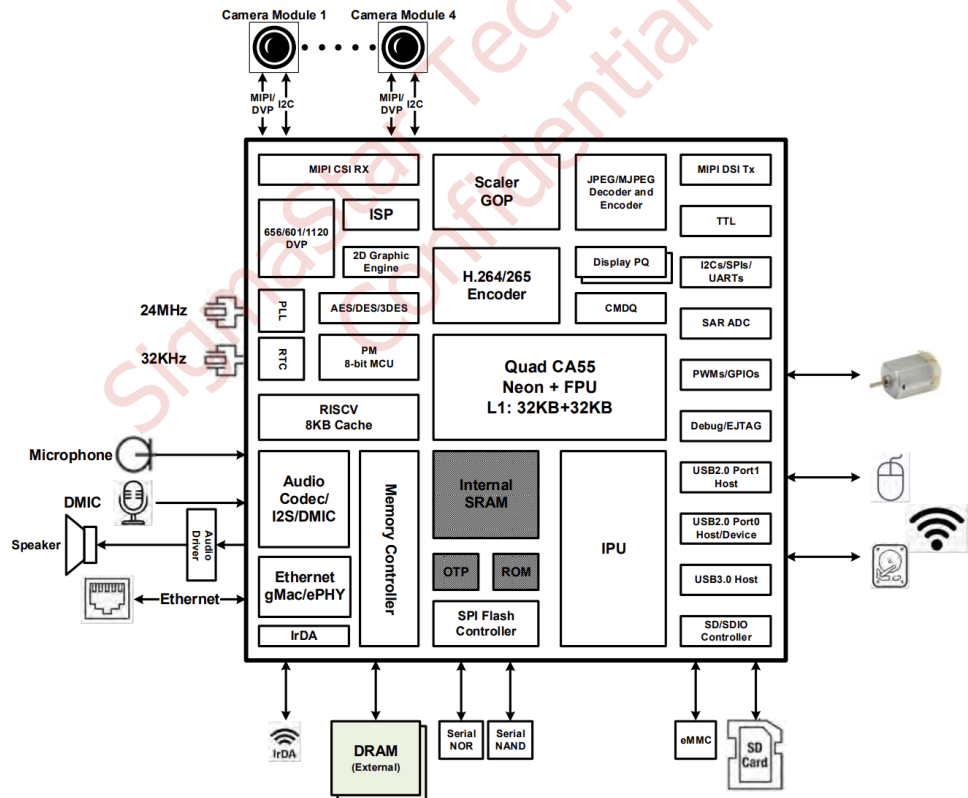 Camera Module 1
Camera Module 4
MIPI/
DVP
I2C
MIPI/
DVP
I2C
MIPI CSI RX
Scaler
GOP
JPEG/MJPEG
Decoder and
Encoder
MIPI DSI Tx
656/601/1120
DVP
ISP
TTL
2D Graphic
Engine
H.264/265
Encoder
Display PQ
I2Cs/SPIs/
UARTs
24MHz
PLL
AES/DES/3DES
CMDQ
SAR ADC
32KHz
RTC
PM
8-bit MCU
Quad CA55
Neon + FPU
L1: 32KB+32KB
PWMs/GPIOs
RISCV
8KB Cache
Debug/EJTAG
Microphone
Audio
Codec/
I2S/DMIC
Memory Controller
Internal
SRAM
IPU
USB2.0 Port1
Host
DMIC
Speaker
Audio
Driver
USB2.0 Port0
Host/Device
Ethernet
Ethernet
gMac/ePHY
OTP
ROM
USB3.0 Host
IrDA
SPI Flash
Controller
SD/SDIO
Controller
IrDA
DRAM
(External)
Serial
NOR
Serial
NAND
eMMC
SD
Card
SigmaStar Tech
Confidential